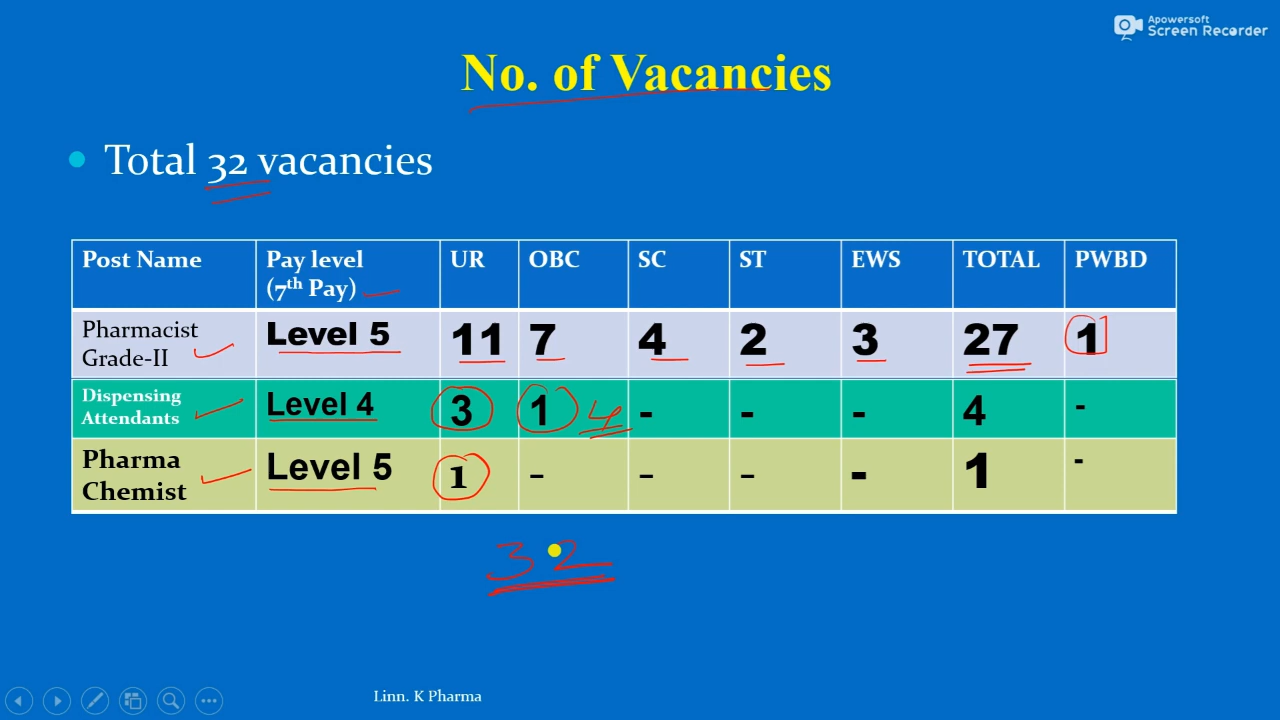 Apowersoft
Screen Recorder
No. of Vacancies
Total 32 vacancies
Post Name Pay level (7th Pay) UR OBC SC ST EWS TOTAL PWBD
Pharmacist Grade-II Level 5 11 7 4 2 3 27 1
Dispensing Attendants Level 4 3 1 4 - - - 4 -
Pharma Chemist Level 5 1 - - - - 1 -
32
Linn. K Pharma